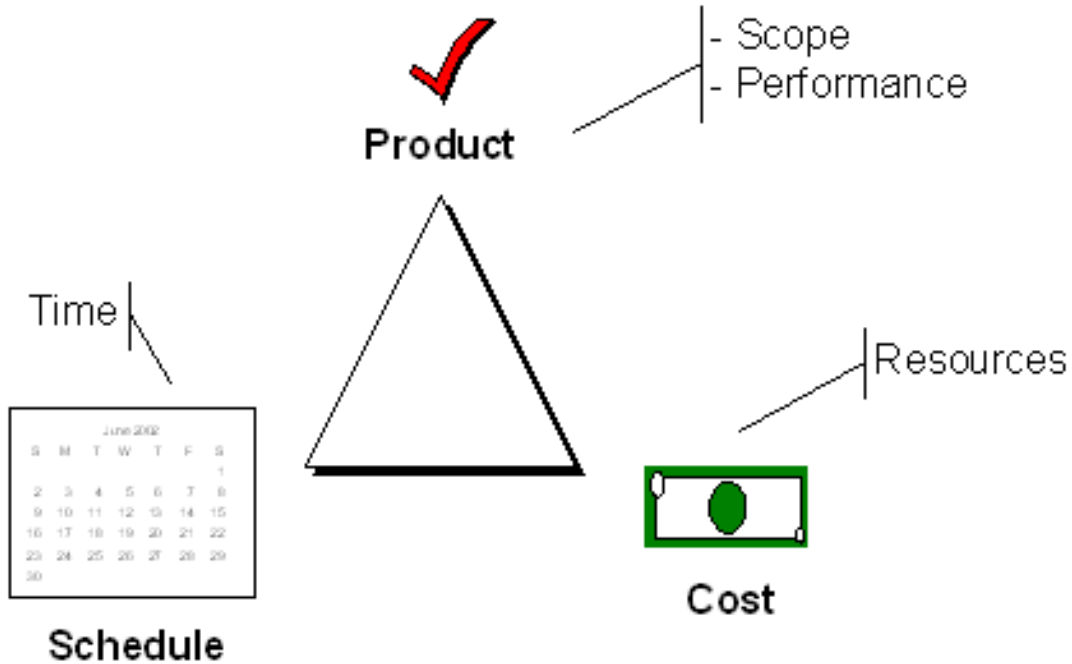 - Scope
- Performance
Product
Time
Resources
June 2002
S M T W T F S
1
2 3 4 5 6 7 8
9 10 11 12 13 14 15
16 17 18 19 20 21 22
23 24 25 26 27 28 29
30
Cost
Schedule